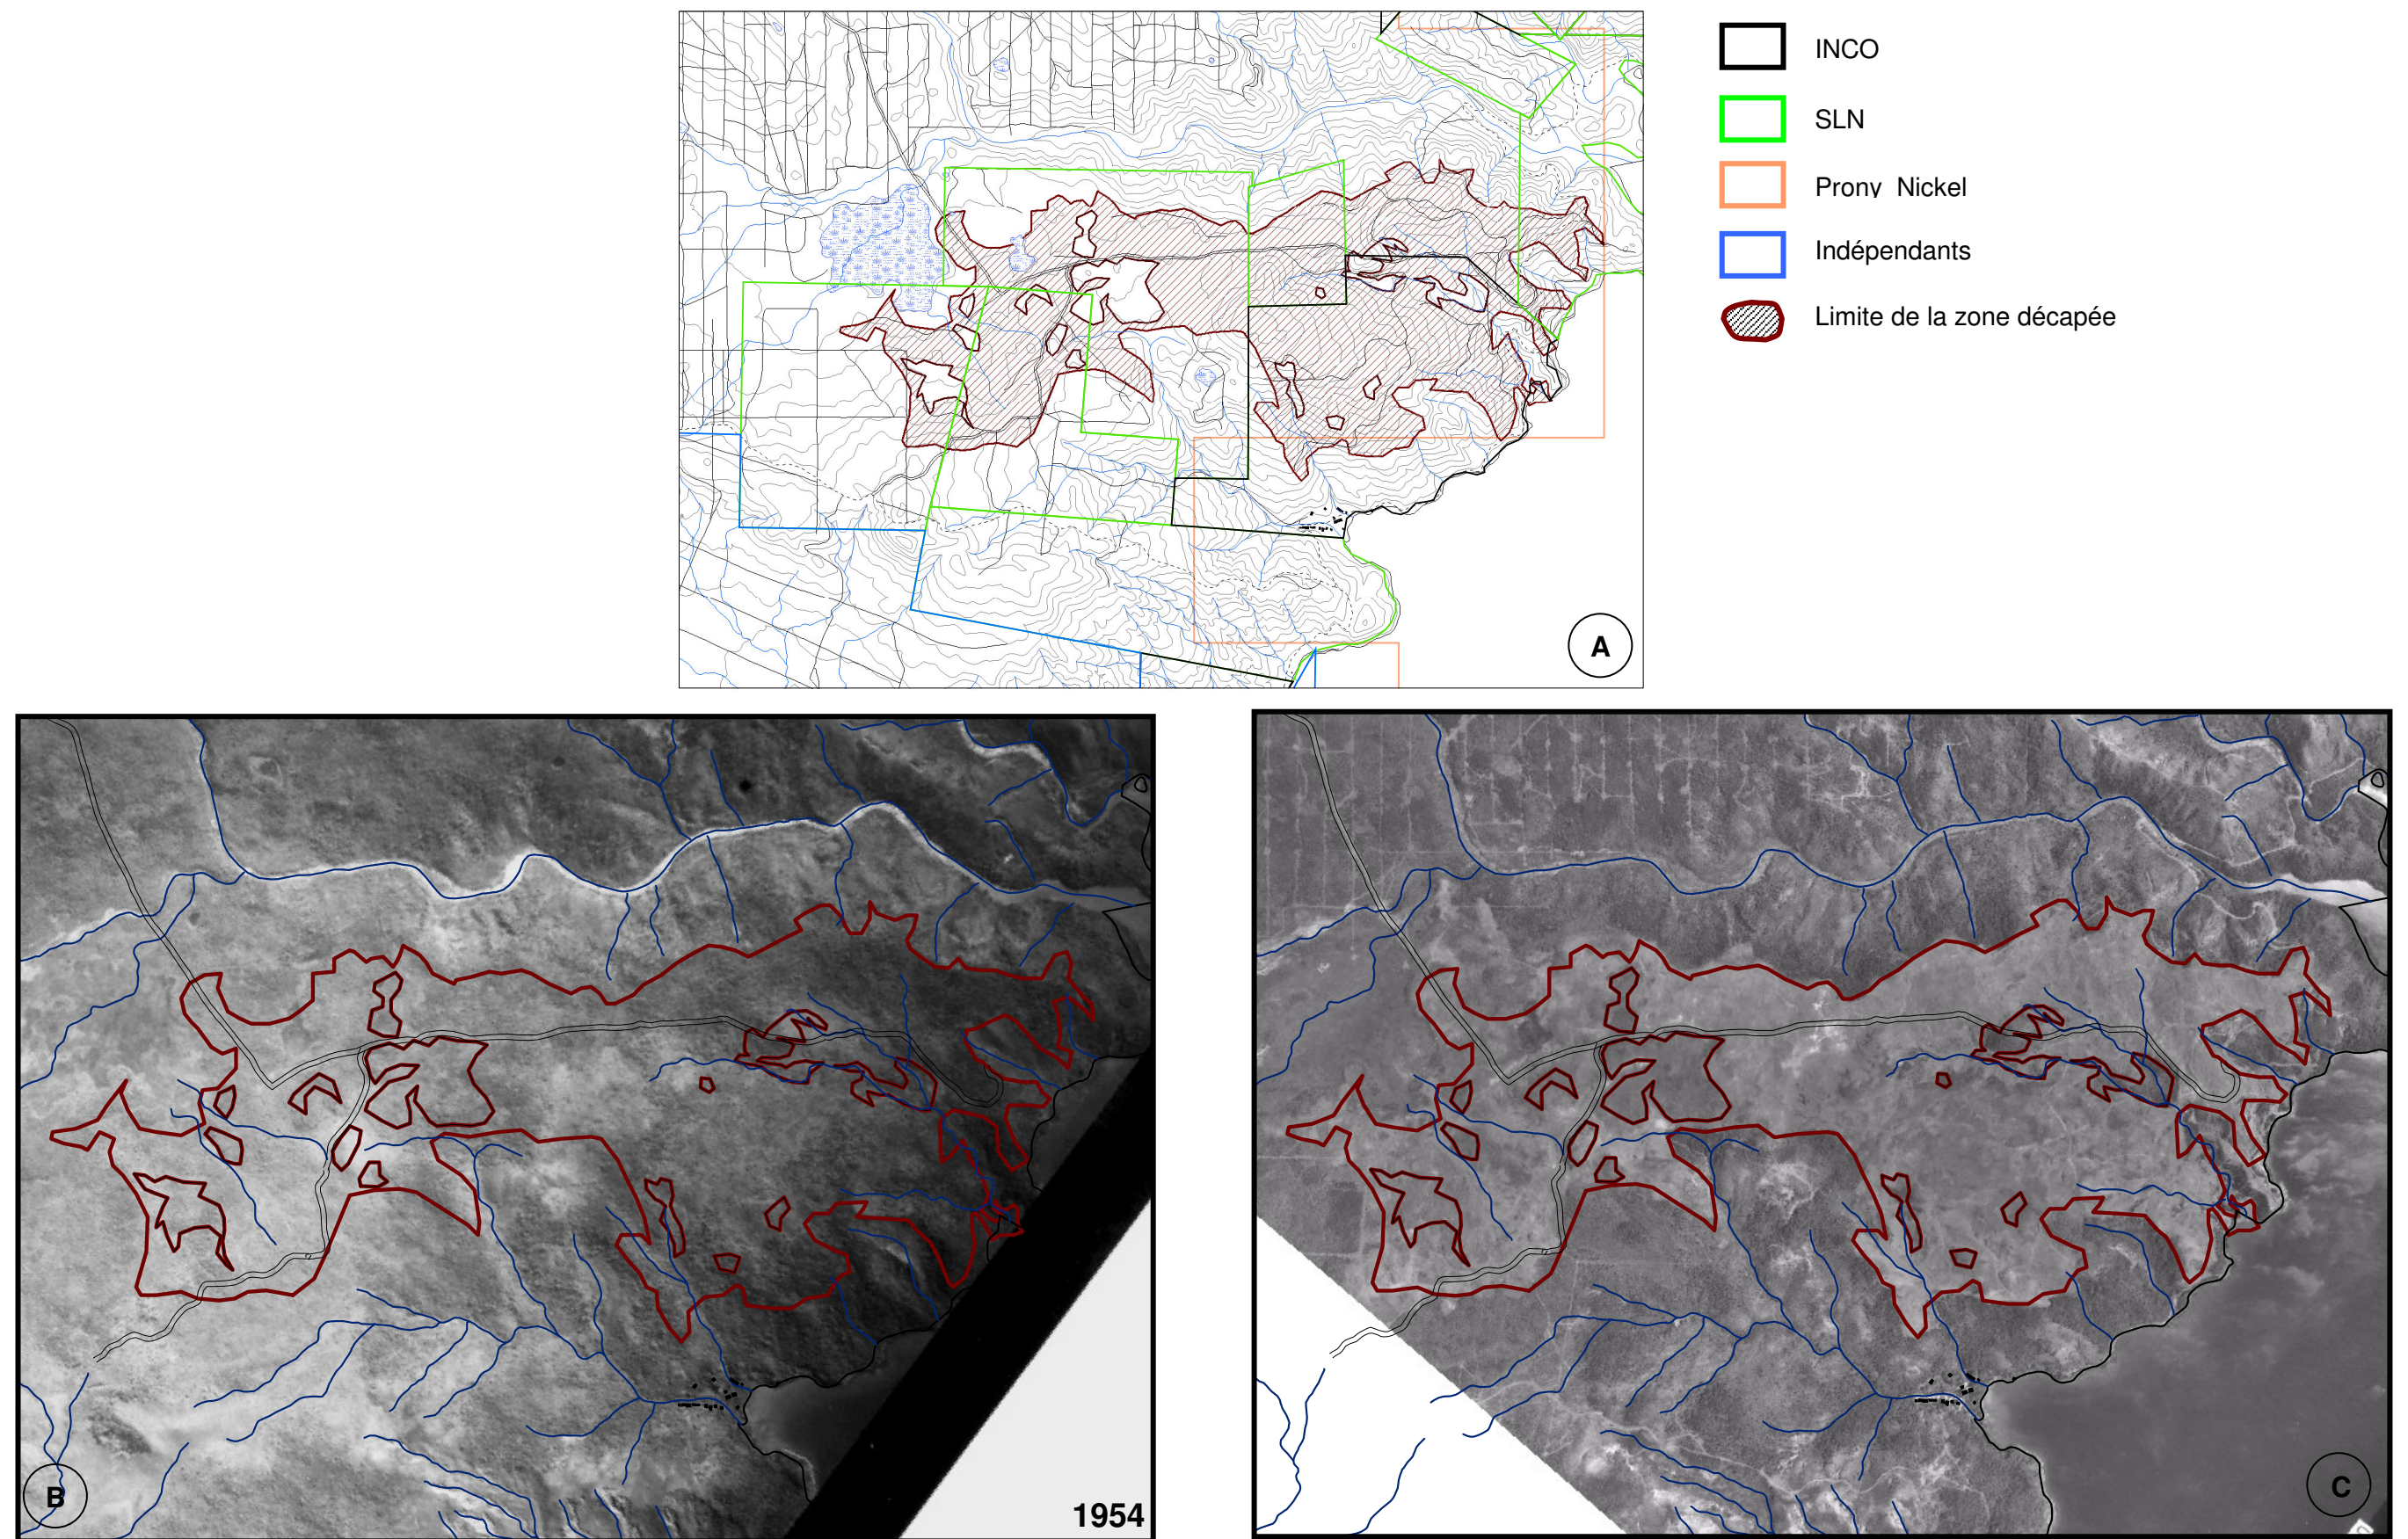 INCO
SLN
Prony Nickel
Indépendants
Limite de la zone décapée
A
B
1954
C